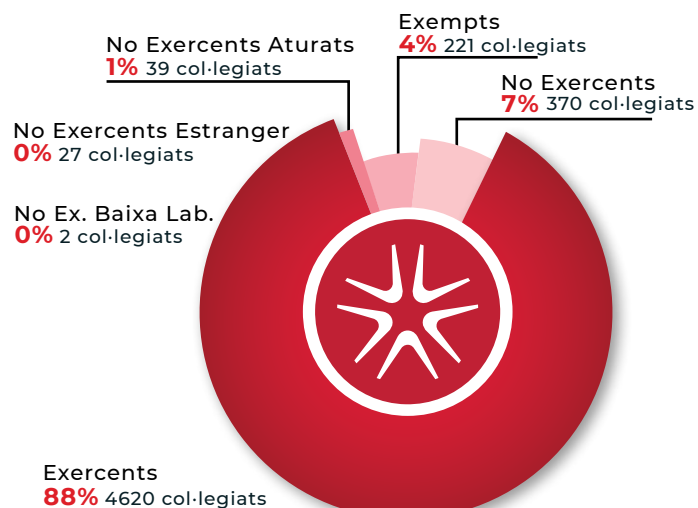 Exempts
4% 221 col·legiats
No Exercents Aturats
1% 39 col·legiats
No Exercents
7% 370 col·legiats
No Exercents Estranger
0% 27 col·legiats
No Ex. Baixa Lab.
0% 2 col·legiats
Exercents
88% 4620 col·legiats